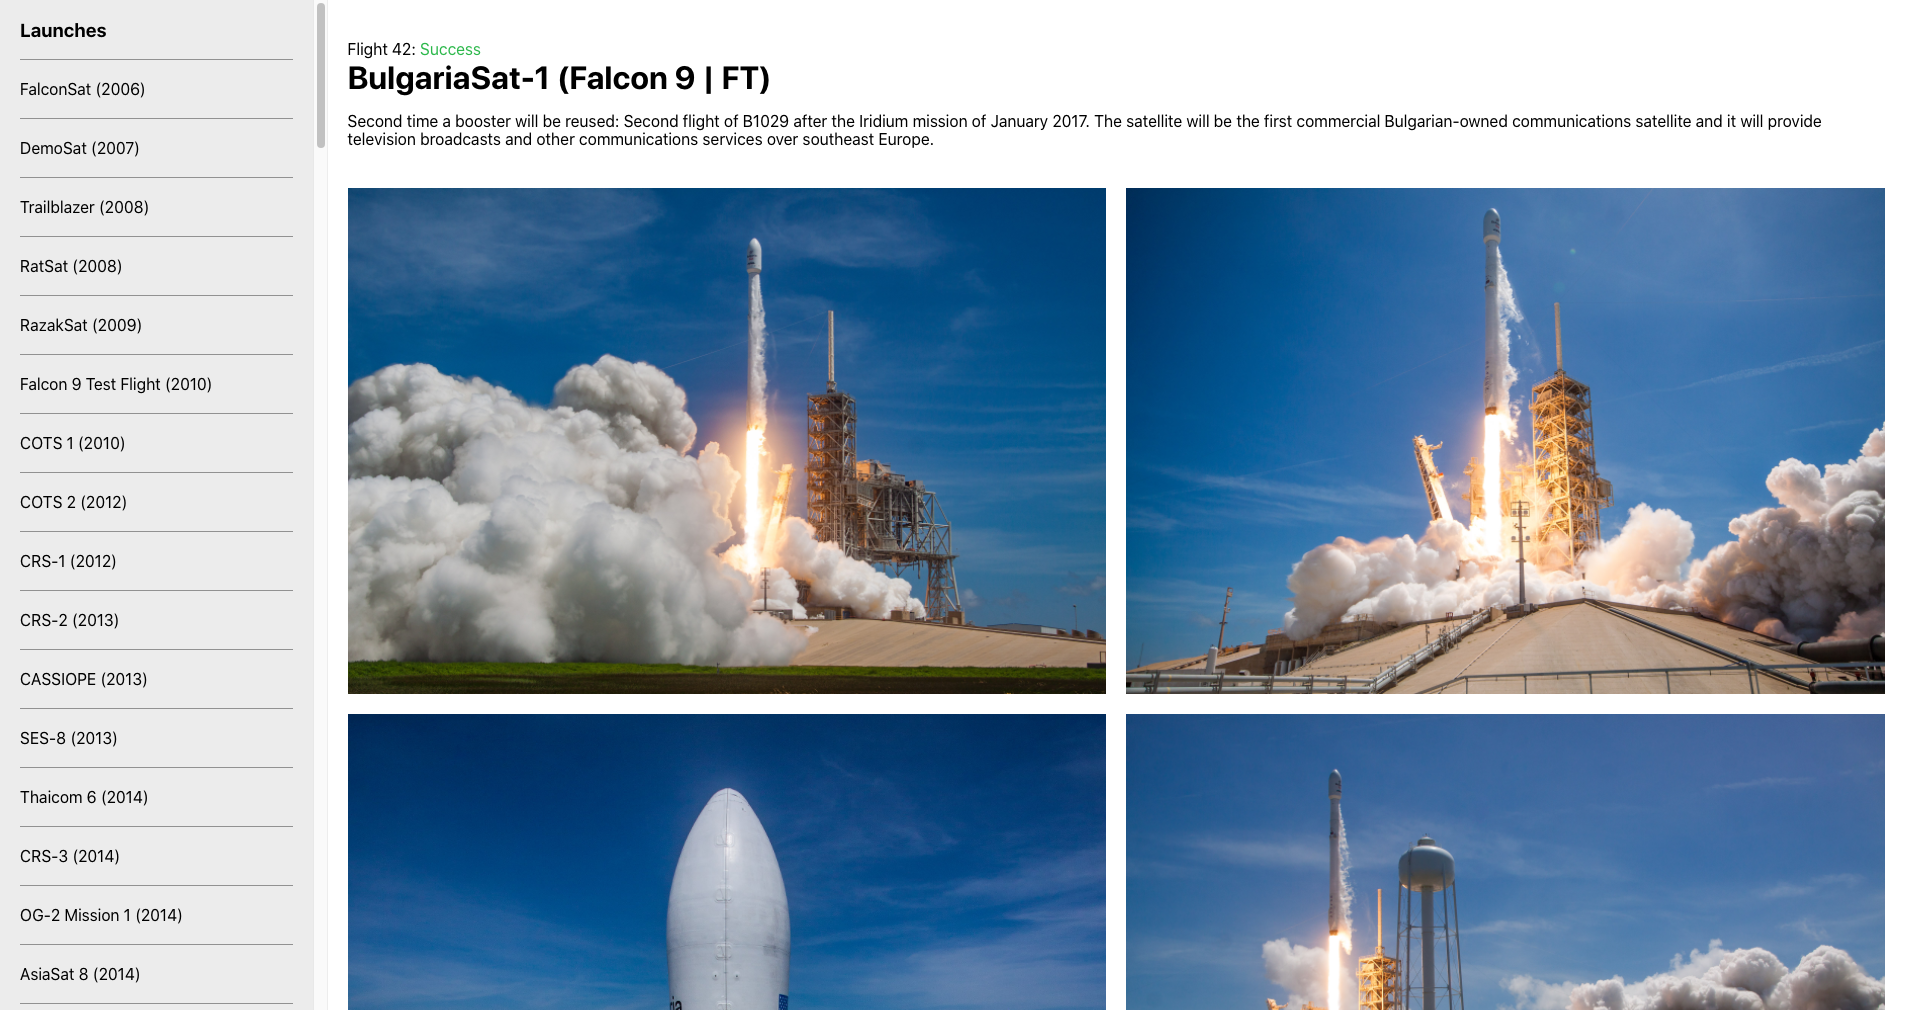 Launches
FalconSat (2006)
DemoSat (2007)
Trailblazer (2008)
RatSat (2008)
RazakSat (2009)
Falcon 9 Test Flight (2010)
COTS 1 (2010)
COTS 2 (2012)
CRS-1 (2012)
CRS-2 (2013)
CASSIOPE (2013)
SES-8 (2013)
Thaicom 6 (2014)
CRS-3 (2014)
OG-2 Mission 1 (2014)
AsiaSat 8 (2014)
Flight 42: Success
BulgariaSat-1 (Falcon 9 | FT)
Second time a booster will be reused: Second flight of B1029 after the Iridium mission of January 2017. The satellite will be the first commercial Bulgarian-owned communications satellite and it will provide
television broadcasts and other communications services over southeast Europe.